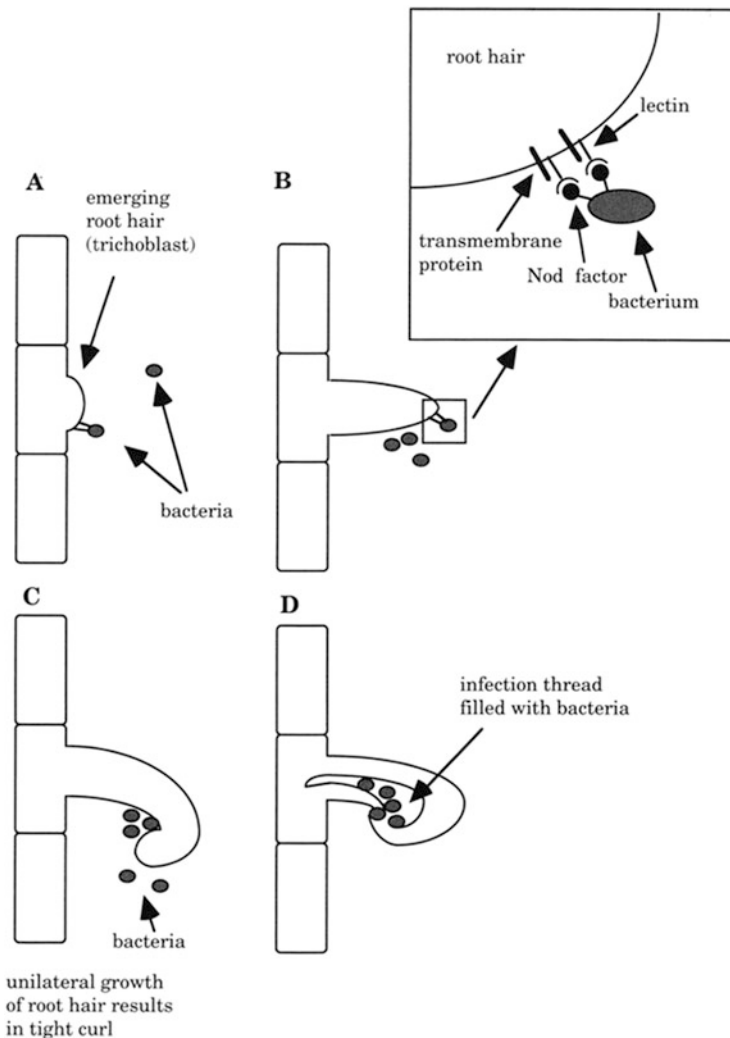 root hair
lectin
transmembrane
protein
Nod factor
bacterium
A
emerging
root hair
(trichoblast)
bacteria
B
C
bacteria
unilateral growth
of root hair results
in tight curl
D
infection thread
filled with bacteria